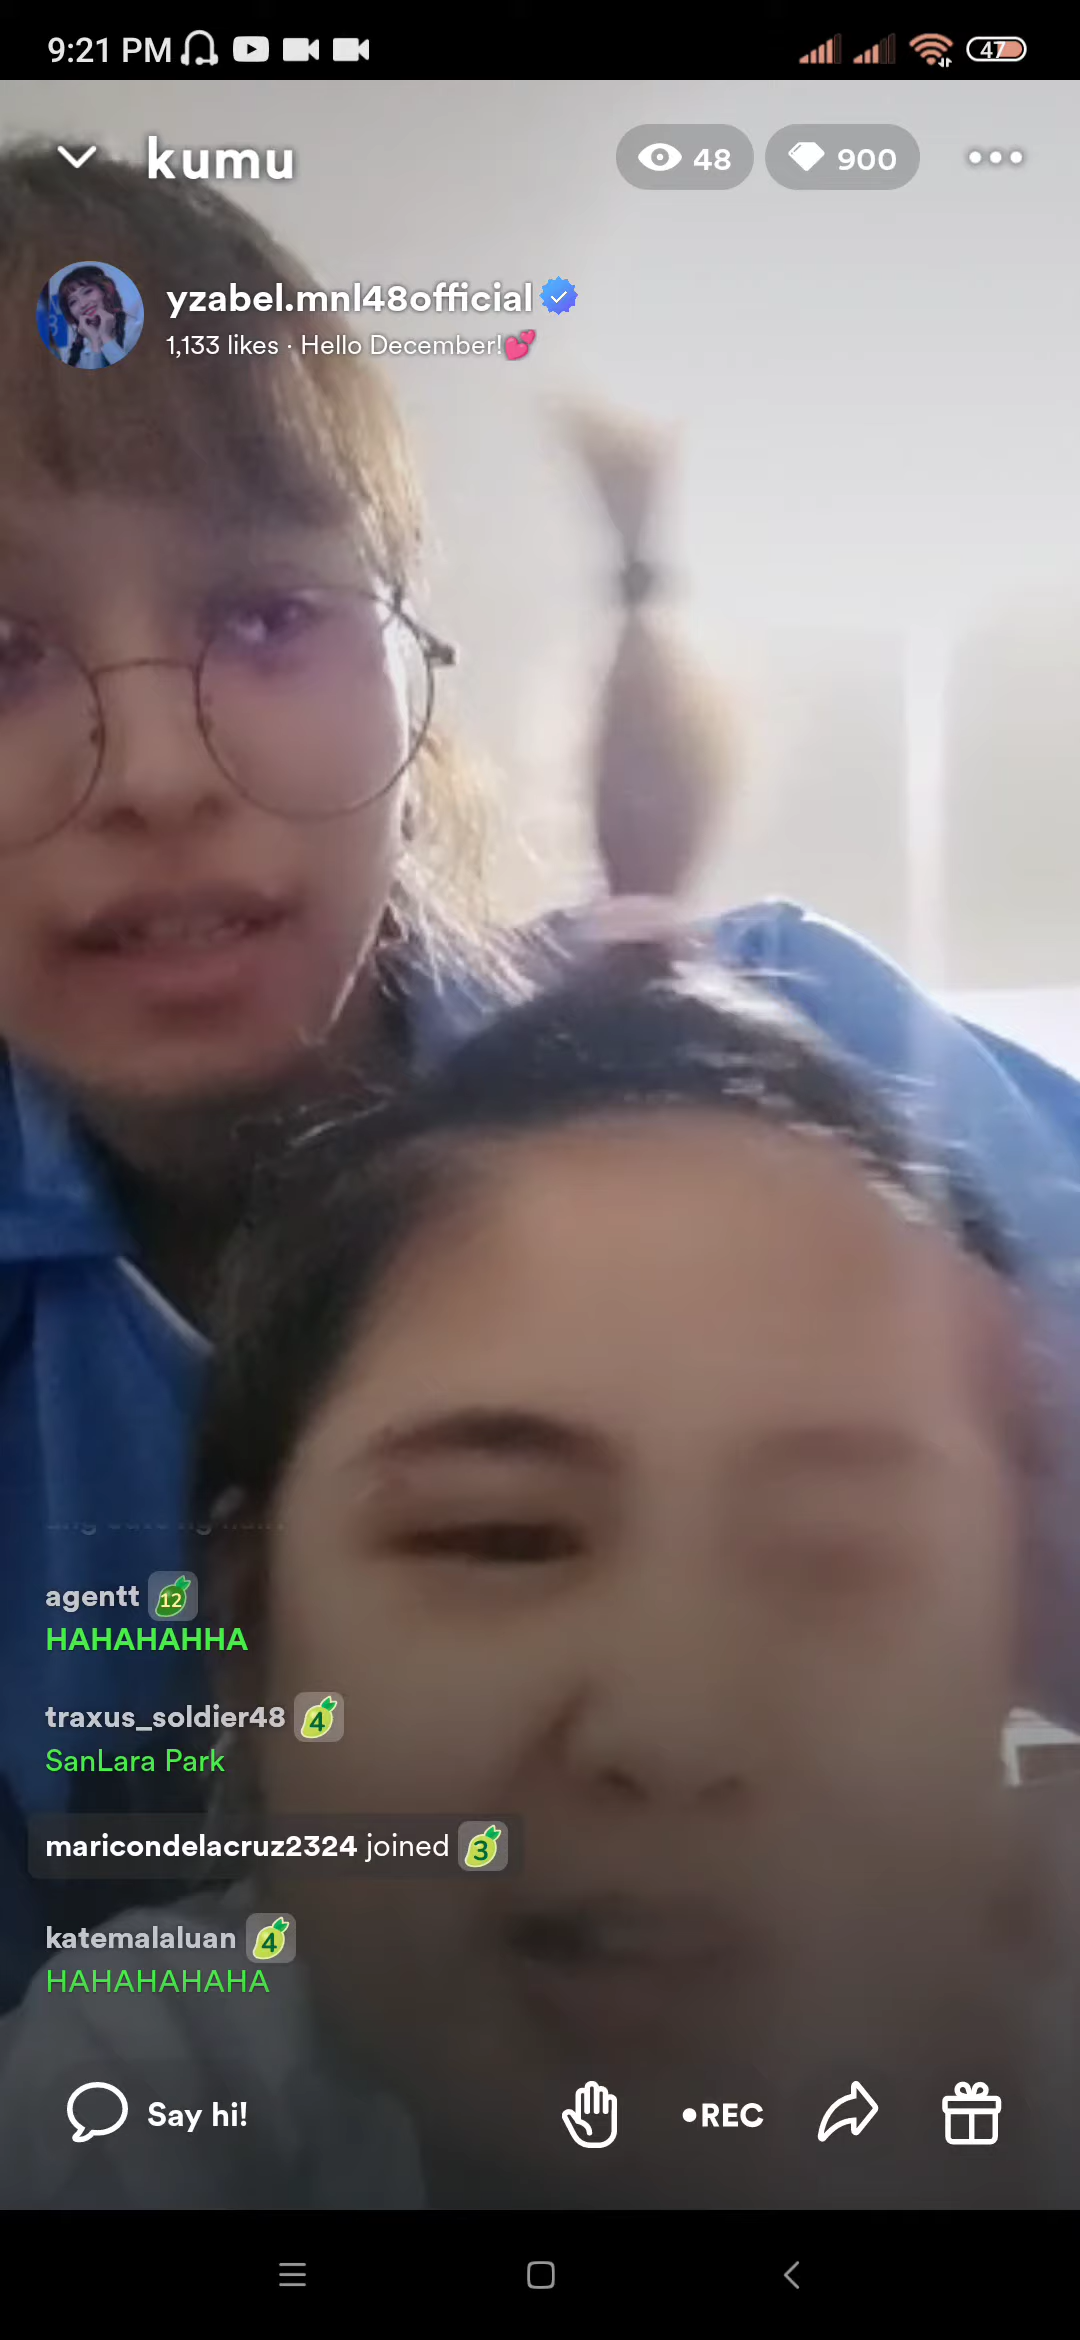 9:21 PM
47
kumu
48
900
yzabel.mnl48official
1,133 likes · Hello December!💕
agentt 12
HAHAHAHHA
traxus_soldier48 4
SanLara Park
maricondelacruz2324 joined 3
katemalaluan 4
HAHAHAHAHA
Say hi!
•REC